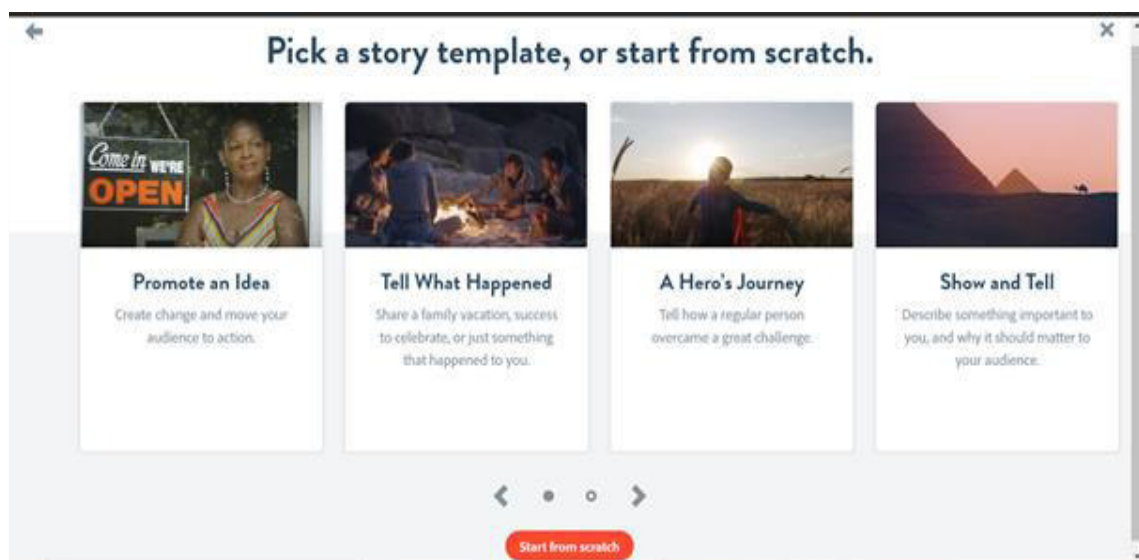 Pick a story template, or start from scratch.
Come in WE'RE
OPEN
Promote an Idea
Create change and move your
audience to action.
Tell What Happened
Share a family vacation, success
to celebrate, or just something
that happened to you.
A Hero's Journey
Tell how a regular person
overcame a great challenge.
Show and Tell
Describe something important to
you, and why it should matter to
your audience.
Start from scratch